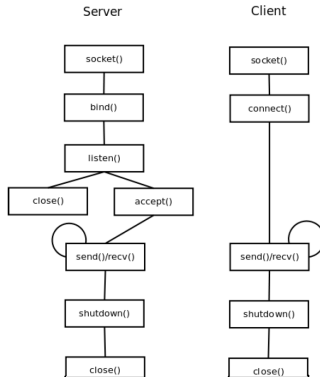 Server
socket()
bind()
listen()
close()
accept()
send()/recv()
shutdown()
close()
Client
socket()
connect()
send()/recv()
shutdown()
close()